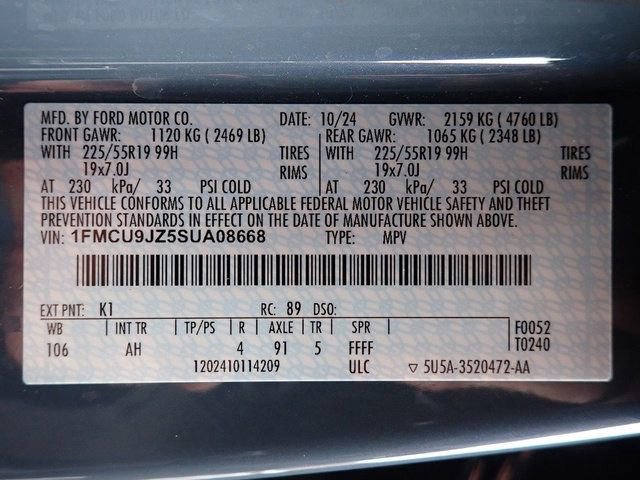 MFD. BY FORD MOTOR CO. DATE: 10/24 GVWR: 2159 KG ( 4760 LB)
FRONT GAWR: 1120 KG ( 2469 LB) REAR GAWR: 1065 KG ( 2348 LB)
WITH 225/55R19 99H TIRES WITH 225/55R19 99H TIRES
19x7.0J RIMS 19x7.0J RIMS
AT 230 kPa/ 33 PSI COLD AT 230 kPa/ 33 PSI COLD
THIS VEHICLE CONFORMS TO ALL APPLICABLE FEDERAL MOTOR VEHICLE SAFETY AND THEFT
PREVENTION STANDARDS IN EFFECT ON THE DATE OF MANUFACTURE SHOWN ABOVE.
VIN: 1FMCU9JZ5SUA08668 TYPE: MPV
EXT PNT: K1 RC: 89 DSO:
WB INT TR TP/PS R AXLE TR SPR F0052
106 AH 4 91 5 FFFF T0240
1202410114209 ULC ▽ 5U5A-3520472-AA